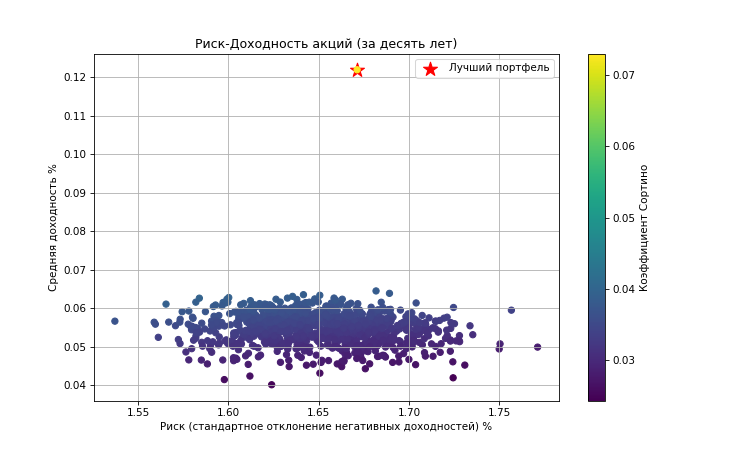 Риск-Доходность акций (за десять лет)
Лучший портфель
0.12
0.11
0.10
0.09
0.08
0.07
0.06
0.05
0.04
Средняя доходность %
1.55 1.60 1.65 1.70 1.75
Риск (стандартное отклонение негативных доходностей) %
0.07
0.06
0.05
0.04
0.03
Коэффициент Сортино